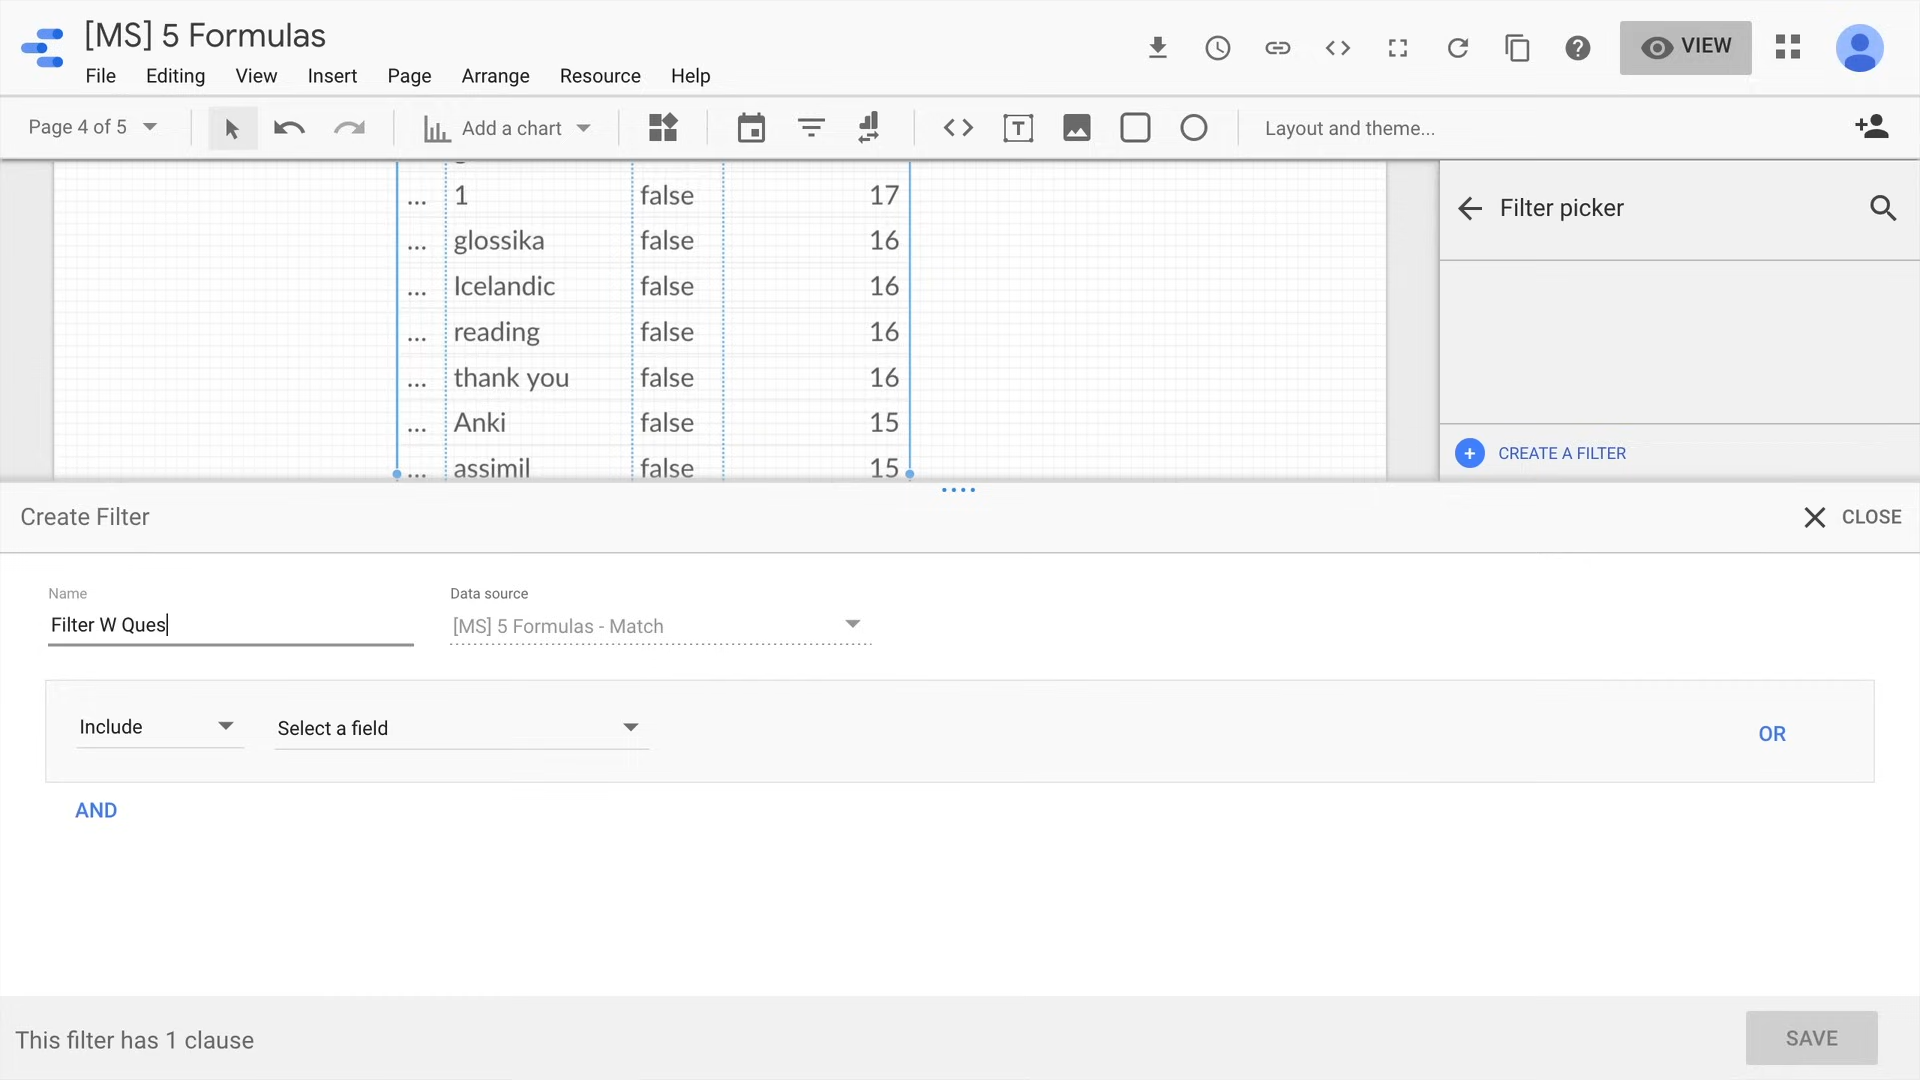 [MS] 5 Formulas
File Editing View Insert Page Arrange Resource Help
VIEW
Page 4 of 5
Add a chart
Layout and theme...
... 1 false 17
... glossika false 16
... Icelandic false 16
... reading false 16
... thank you false 16
... Anki false 15
... assimil false 15
Filter picker
CREATE A FILTER
Create Filter
CLOSE
Name
Filter W Ques
Data source
[MS] 5 Formulas - Match
Include
Select a field
OR
AND
This filter has 1 clause
SAVE